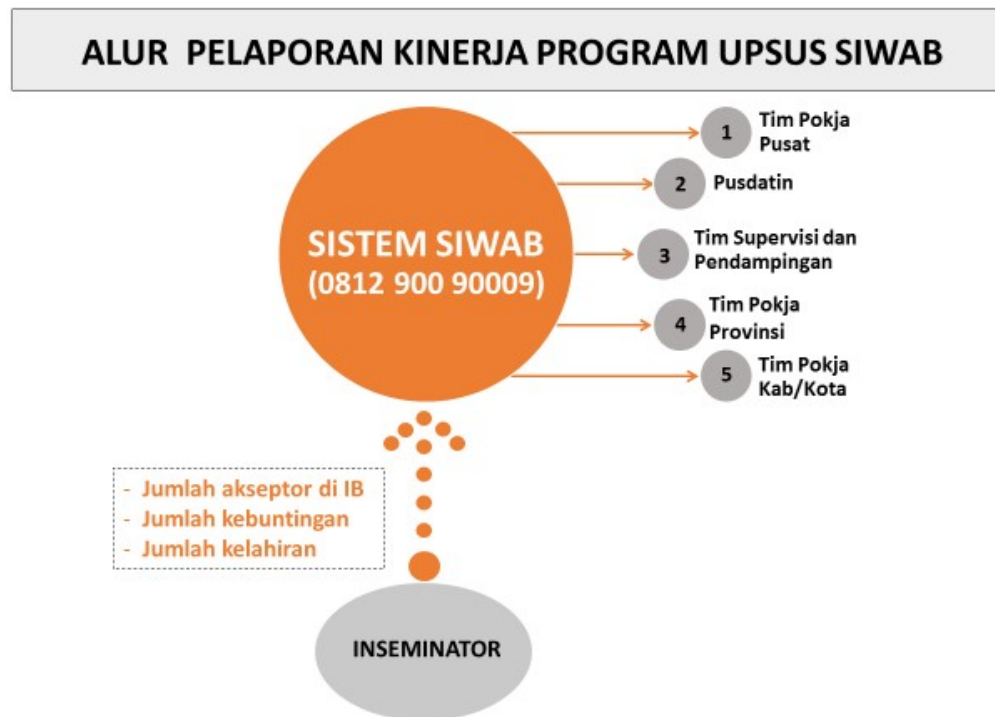 ALUR PELAPORAN KINERJA PROGRAM UPSUS SIWAB
SISTEM SIWAB
(0812 900 90009)
1
Tim Pokja
Pusat
2
Pusdatin
3
Tim Supervisi dan
Pendampingan
4
Tim Pokja
Provinsi
5
Tim Pokja
Kab/Kota
- Jumlah akseptor di IB
- Jumlah kebuntingan
- Jumlah kelahiran
INSEMINATOR